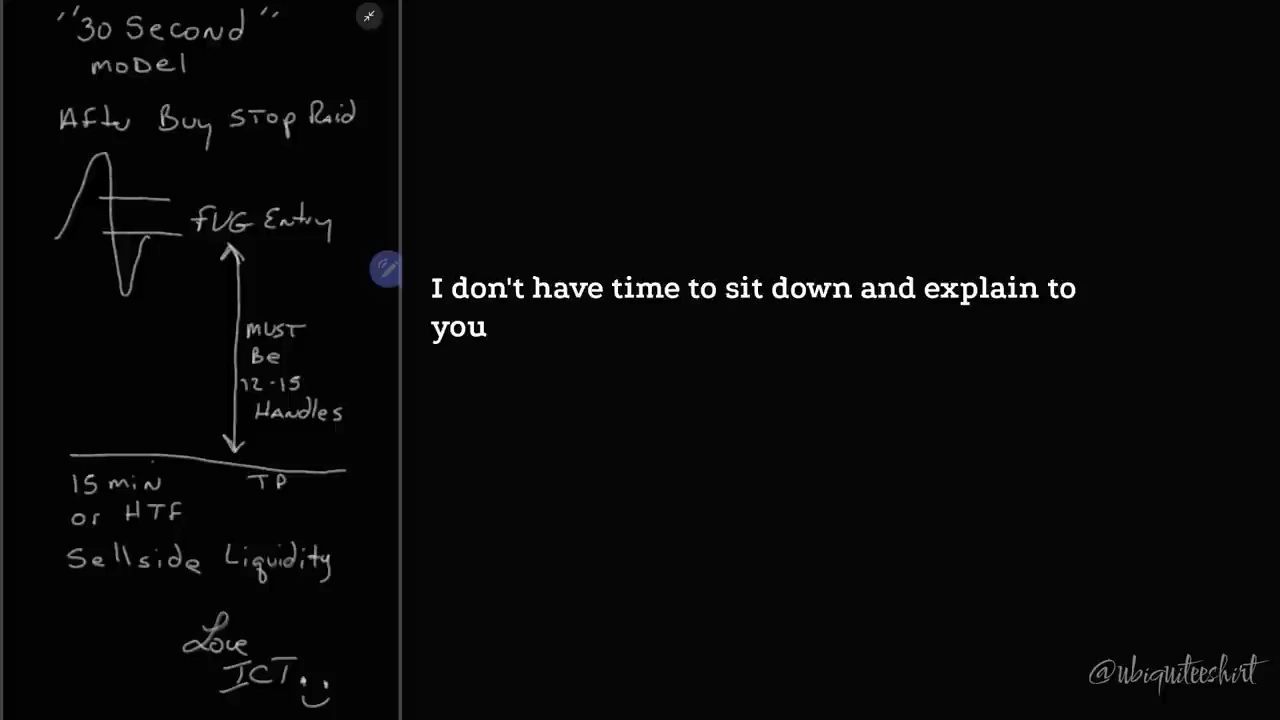 "30 Second"
model
After Buy Stop Raid
FVG Entry
MUST
Be
12-15
HANdles
15 min
or HTF
TP
Sellside Liquidity
Love
ICT
I don't have time to sit down and explain to
you
@ubiquiteeshirt